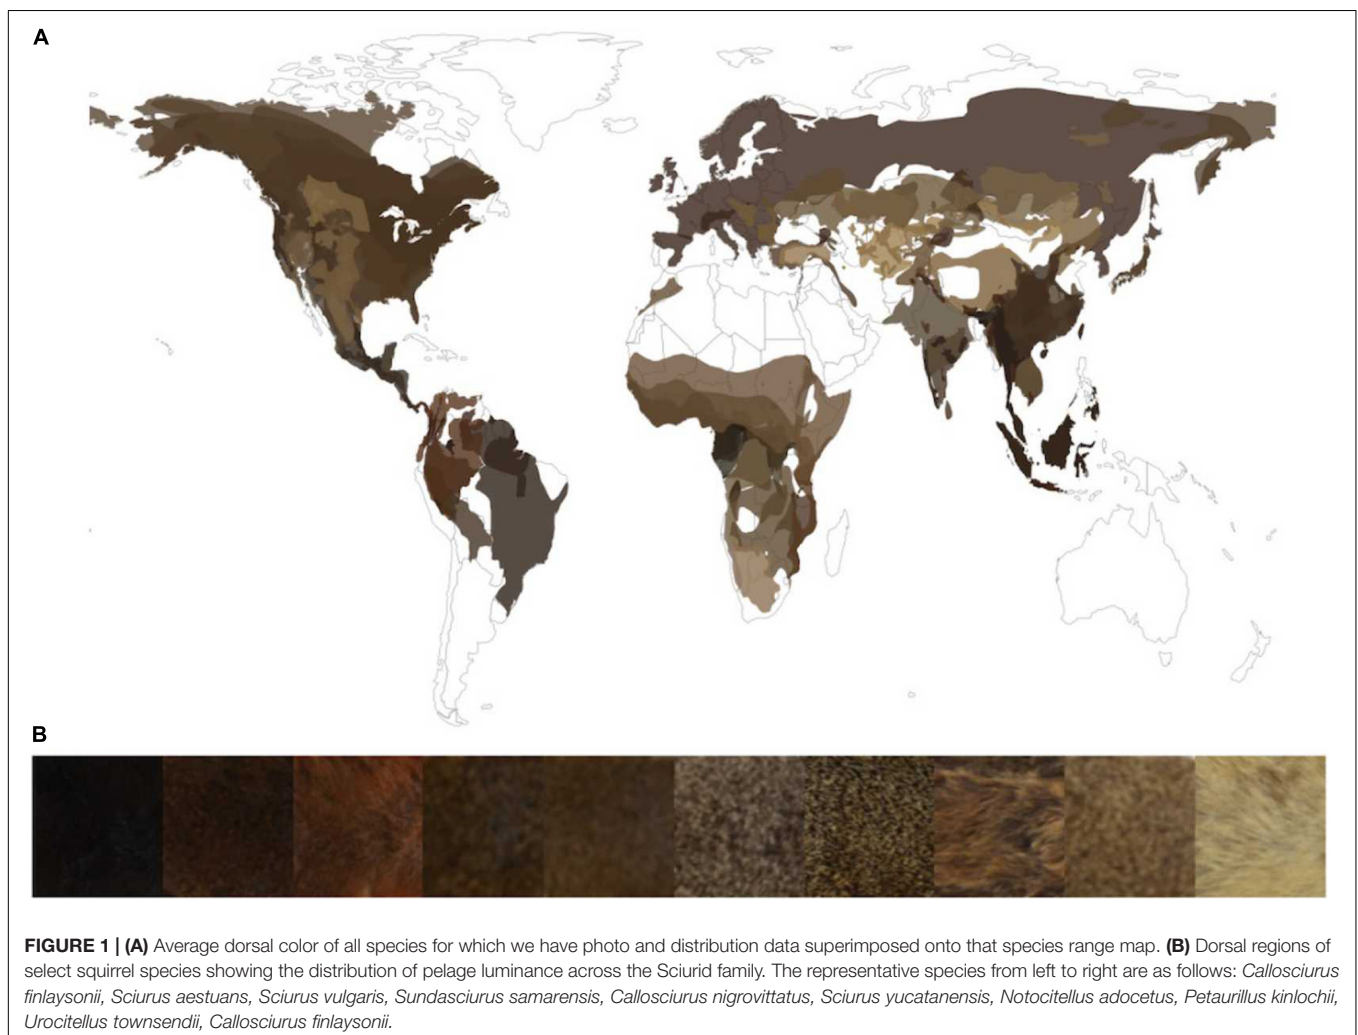 A
B
FIGURE 1 | (A) Average dorsal color of all species for which we have photo and distribution data superimposed onto that species range map. (B) Dorsal regions of
select squirrel species showing the distribution of pelage luminance across the Sciurid family. The representative species from left to right are as follows: Callosciurus
finlaysonii, Sciurus aestuans, Sciurus vulgaris, Sundasciurus samarensis, Callosciurus nigrovittatus, Sciurus yucatanensis, Notocitellus adocetus, Petaurillus kinlochii,
Urocitellus townsendii, Callosciurus finlaysonii.